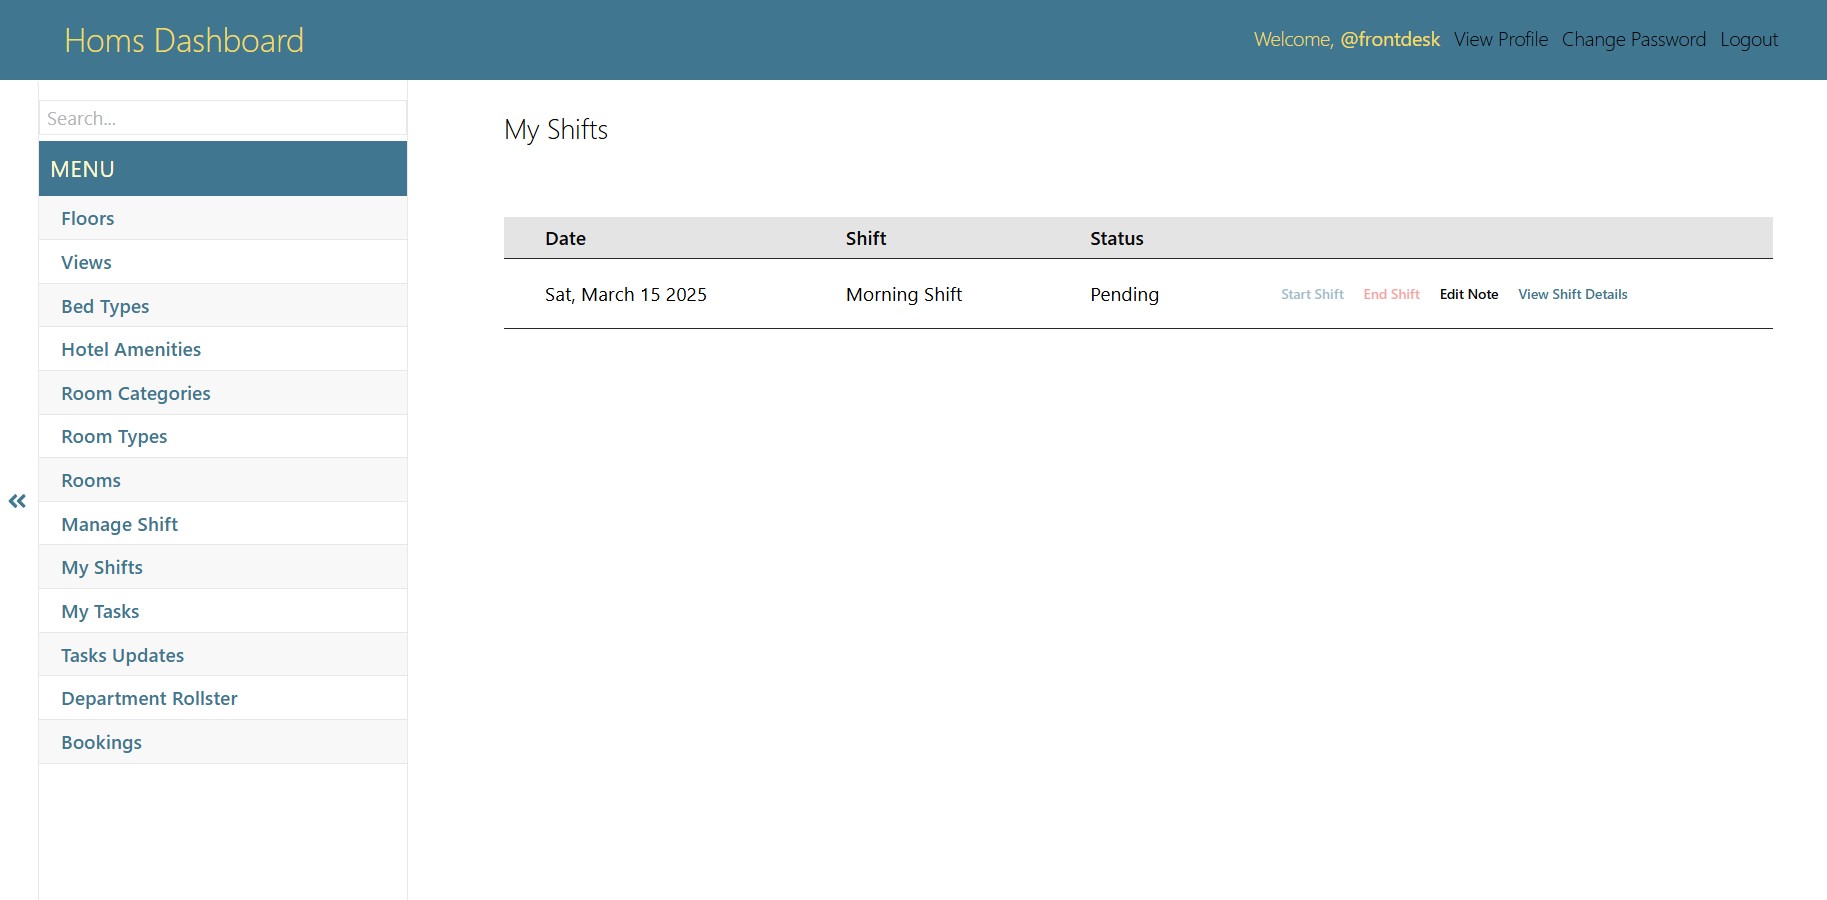 Homs Dashboard
Welcome, @frontdesk View Profile Change Password Logout
Search...
MENU
Floors
Views
Bed Types
Hotel Amenities
Room Categories
Room Types
Rooms
Manage Shift
My Shifts
My Tasks
Tasks Updates
Department Rollster
Bookings
My Shifts
Date Shift Status
Sat, March 15 2025 Morning Shift Pending Start Shift End Shift Edit Note View Shift Details